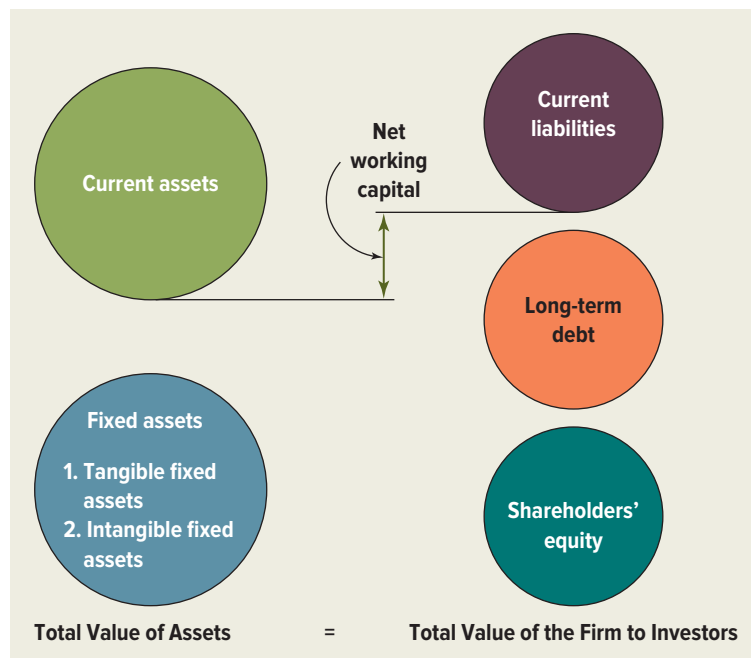 Current assets
Net
working
capital
Current
liabilities
Long-term
debt
Fixed assets
1. Tangible fixed
assets
2. Intangible fixed
assets
Shareholders’
equity
Total Value of Assets = Total Value of the Firm to Investors